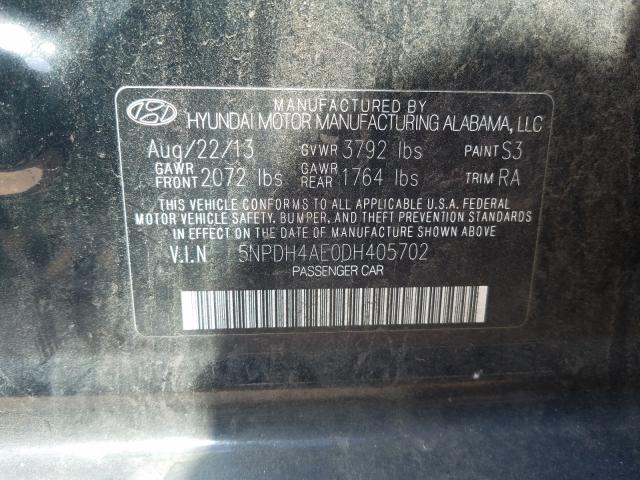 MANUFACTURED BY
HYUNDAI MOTOR MANUFACTURING ALABAMA, LLC
Aug/22/13 GVWR 3792 lbs PAINT S3
GAWR FRONT 2072 lbs GAWR REAR 1764 lbs TRIM RA
THIS VEHICLE CONFORMS TO ALL APPLICABLE U.S.A. FEDERAL
MOTOR VEHICLE SAFETY, BUMPER, AND THEFT PREVENTION STANDARDS
IN EFFECT ON THE DATE OF MANUFACTURE SHOWN ABOVE
V.I.N 5NPDH4AE0DH405702
PASSENGER CAR